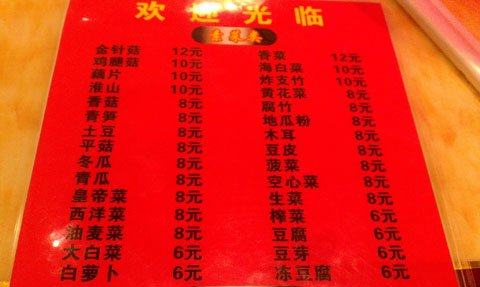 欢迎光临
素菜类
金针菇 12元
鸡腿菇 10元
藕片 10元
淮山 10元
香菇 8元
青笋 8元
土豆 8元
平菇 8元
冬瓜 8元
青瓜 8元
皇帝菜 8元
西洋菜 8元
油麦菜 8元
大白菜 6元
白萝卜 6元
香菜 12元
海白菜 10元
炸支竹 10元
黄花菜 8元
腐竹 8元
地瓜粉 8元
木耳 8元
豆皮 8元
菠菜 8元
空心菜 8元
生菜 8元
榨菜 6元
豆腐 6元
豆芽 6元
冻豆腐 6元